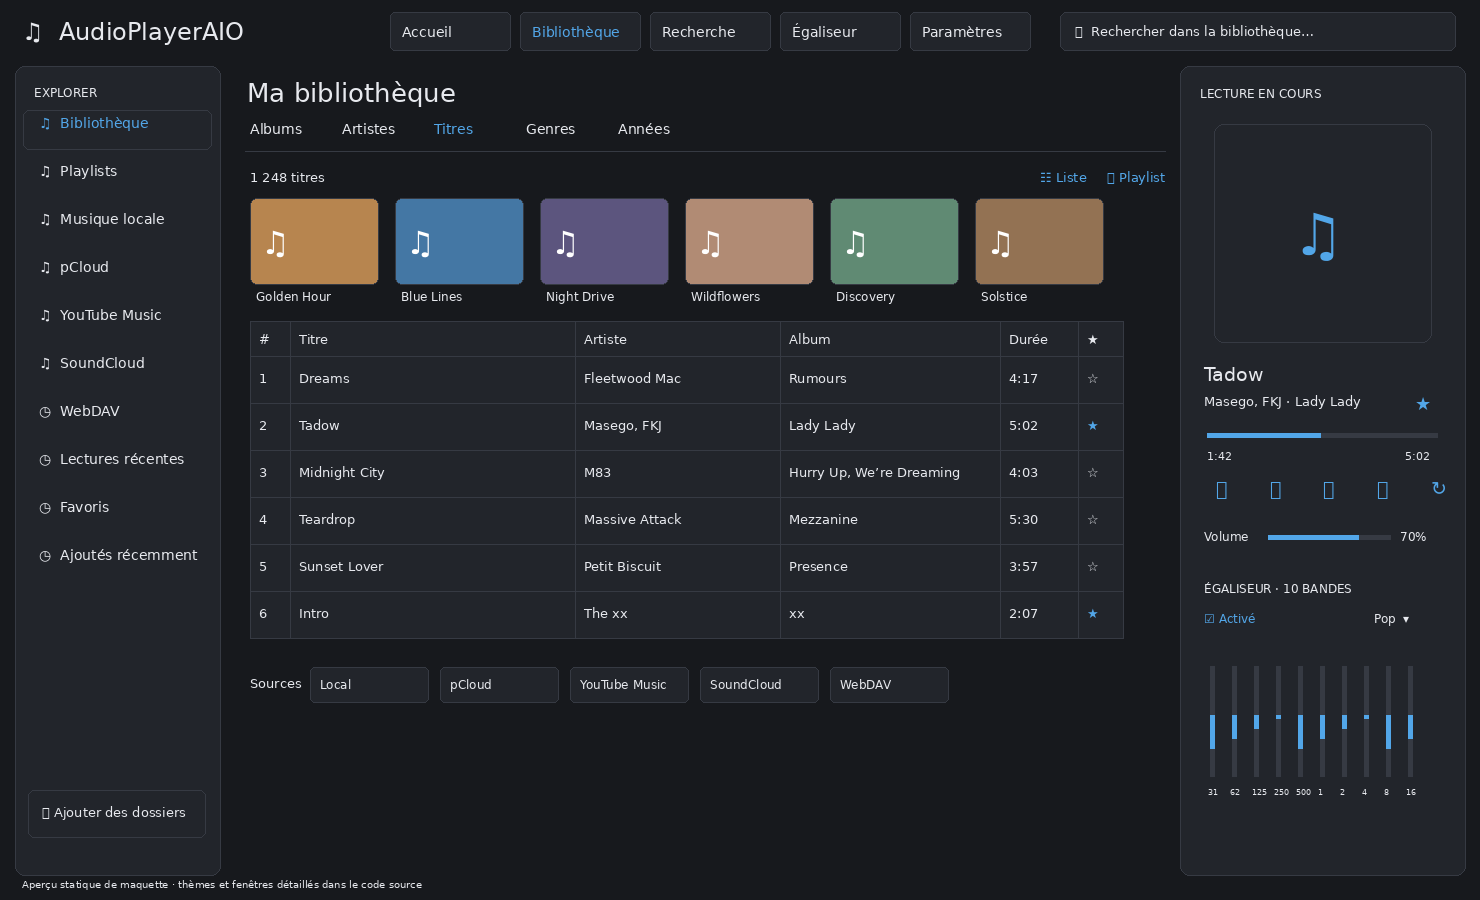 ♫ AudioPlayerAIO
Accueil
Bibliothèque
Recherche
Égaliseur
Paramètres
Rechercher dans la bibliothèque...
EXPLORER
♫ Bibliothèque
♫ Playlists
♫ Musique locale
♫ pCloud
♫ YouTube Music
♫ SoundCloud
◷ WebDAV
◷ Lectures récentes
◷ Favoris
◷ Ajoutés récemment
Ajouter des dossiers
Ma bibliothèque
Albums Artistes Titres Genres Années
1 248 titres
☷ Liste Playlist
Golden Hour
Blue Lines
Night Drive
Wildflowers
Discovery
Solstice
# Titre Artiste Album Durée ★
1 Dreams Fleetwood Mac Rumours 4:17 ☆
2 Tadow Masego, FKJ Lady Lady 5:02 ★
3 Midnight City M83 Hurry Up, We’re Dreaming 4:03 ☆
4 Teardrop Massive Attack Mezzanine 5:30 ☆
5 Sunset Lover Petit Biscuit Presence 3:57 ☆
6 Intro The xx xx 2:07 ★
Sources Local pCloud YouTube Music SoundCloud WebDAV
LECTURE EN COURS
Tadow
Masego, FKJ · Lady Lady ★
1:42 5:02
↻
Volume 70%
ÉGALISEUR · 10 BANDES
☑ Activé Pop ▾
31 62 125 250 500 1 2 4 8 16
Aperçu statique de maquette · thèmes et fenêtres détaillés dans le code source